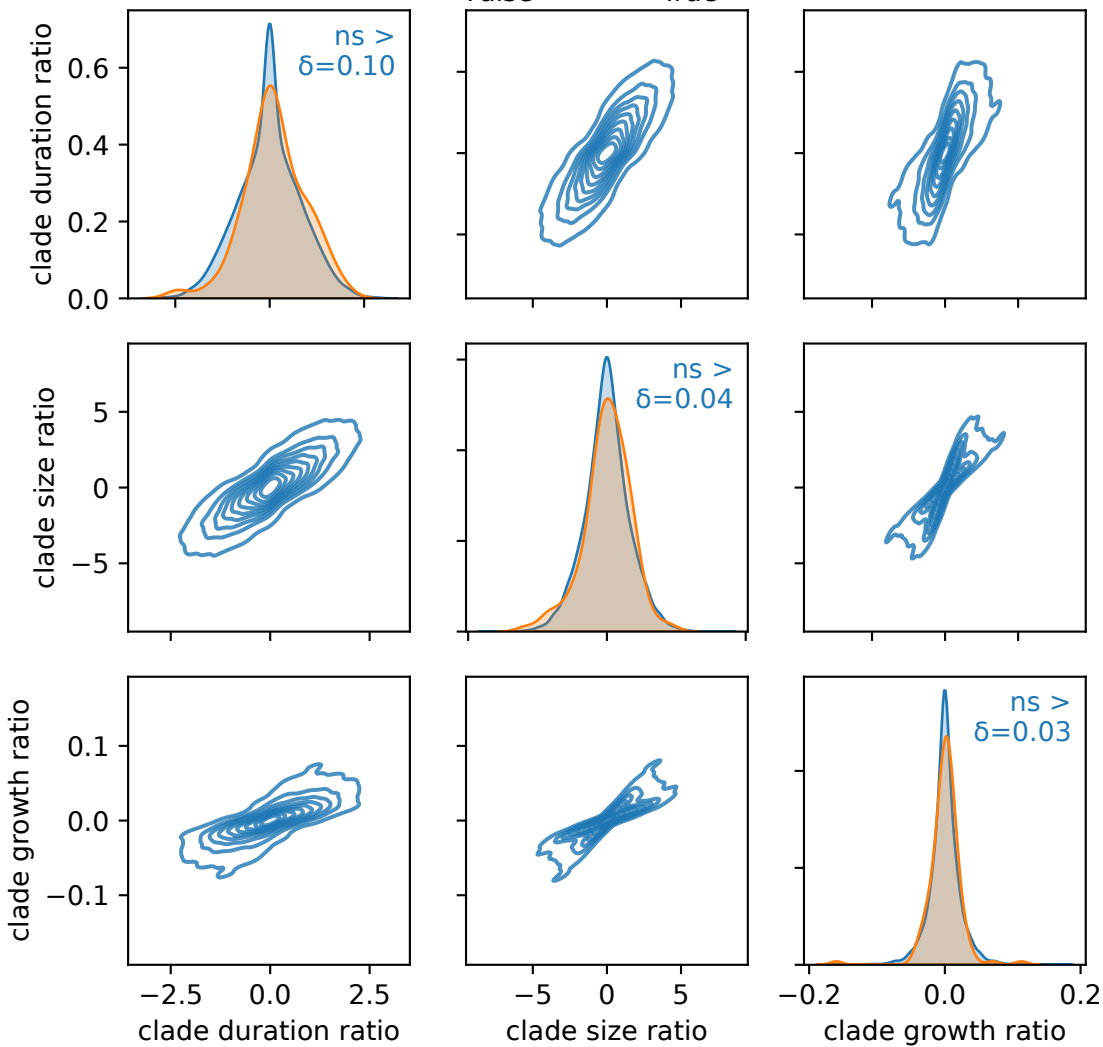 clade duration ratio
0.6
0.4
0.2
0.0
ns >
δ=0.10
clade size ratio
5
0
−5
ns >
δ=0.04
clade growth ratio
0.1
0.0
−0.1
ns >
δ=0.03
−2.5 0.0 2.5 −5 0 5 −0.2 0.0 0.2
clade duration ratio clade size ratio clade growth ratio